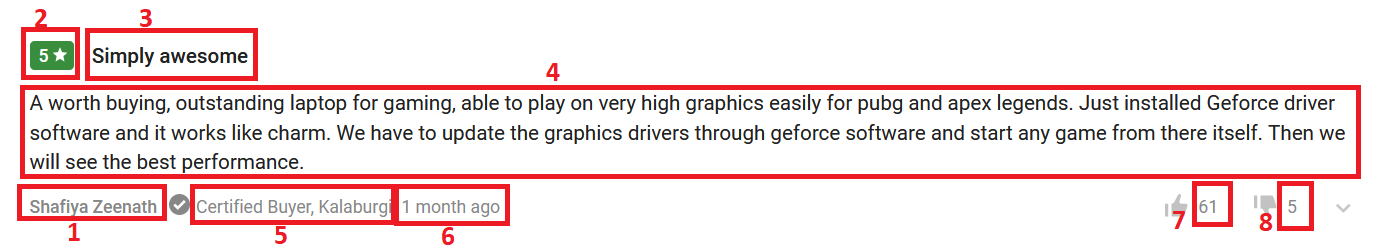 2 3
5★ Simply awesome
4
A worth buying, outstanding laptop for gaming, able to play on very high graphics easily for pubg and apex legends. Just installed Geforce driver
software and it works like charm. We have to update the graphics drivers through geforce software and start any game from there itself. Then we
will see the best performance.
Shafiya Zeenath Certified Buyer, Kalaburgi 1 month ago 61 5
1 5 6 7 8